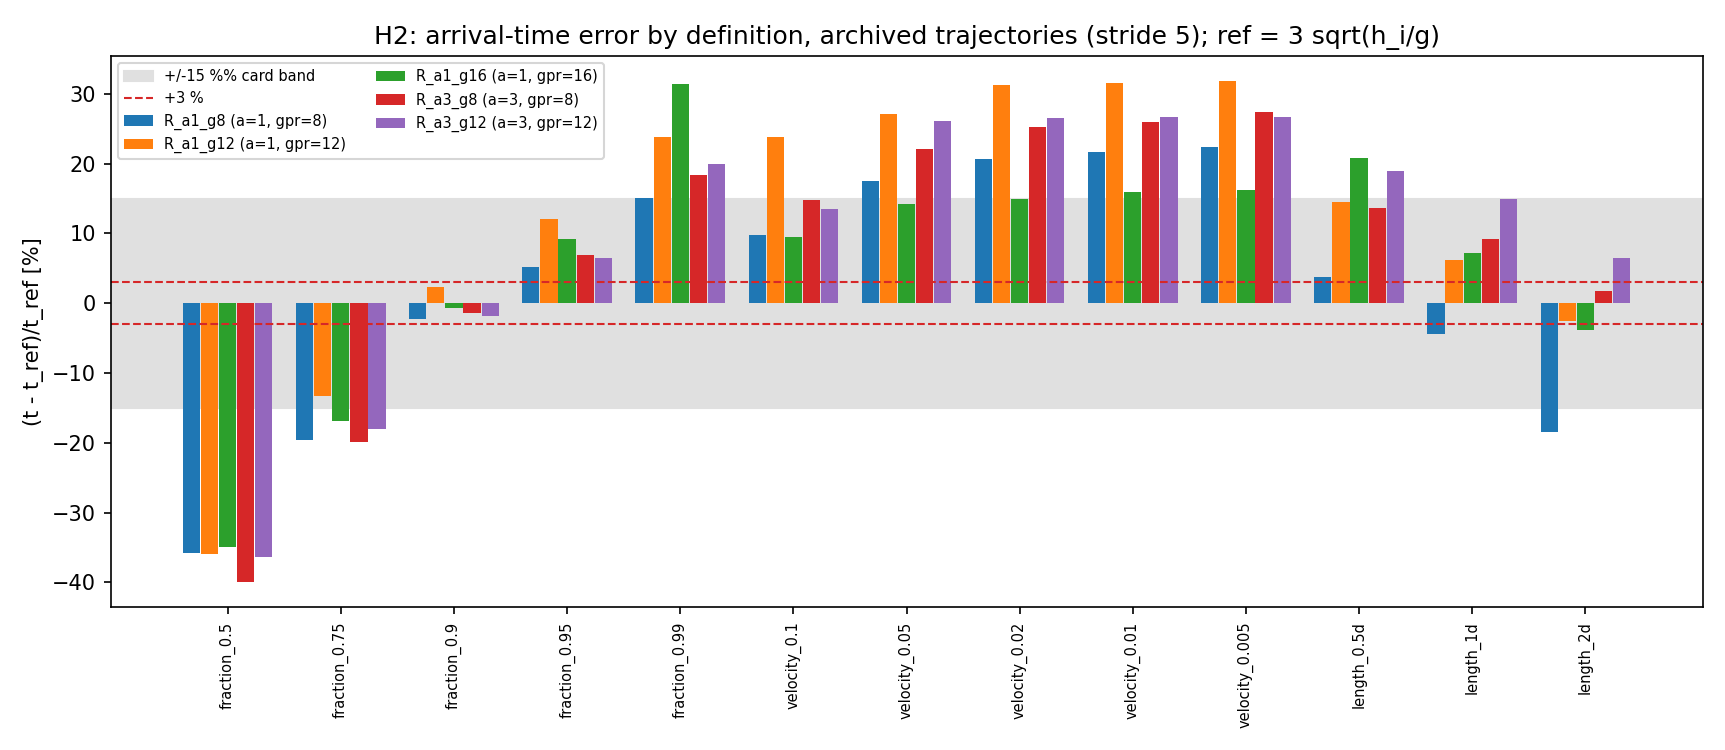 H2: arrival-time error by definition, archived trajectories (stride 5); ref = 3 sqrt(h_i/g)
+/-15 %% card band
+3 %
R_a1_g8 (a=1, gpr=8)
R_a1_g12 (a=1, gpr=12)
R_a1_g16 (a=1, gpr=16)
R_a3_g8 (a=3, gpr=8)
R_a3_g12 (a=3, gpr=12)
(t - t_ref)/t_ref [%]
30
20
10
0
−10
−20
−30
−40
fraction_0.5
fraction_0.75
fraction_0.9
fraction_0.95
fraction_0.99
velocity_0.1
velocity_0.05
velocity_0.02
velocity_0.01
velocity_0.005
length_0.5d
length_1d
length_2d